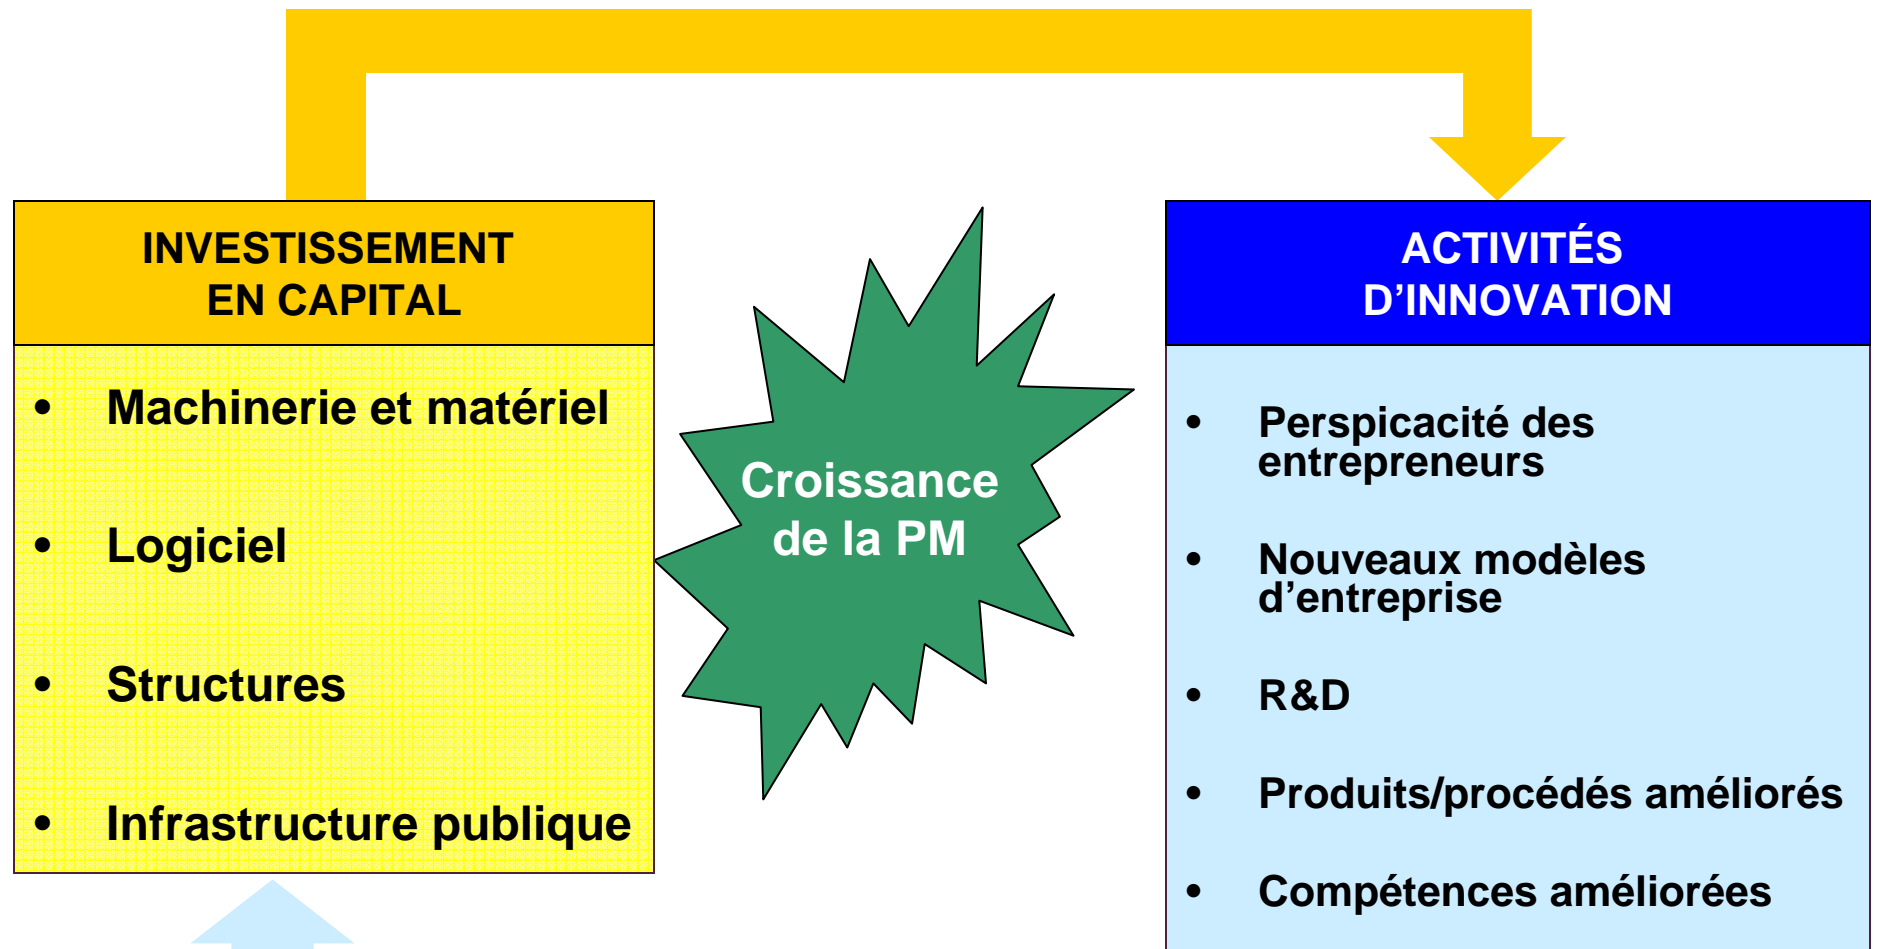 INVESTISSEMENT
EN CAPITAL
• Machinerie et matériel
• Logiciel
• Structures
• Infrastructure publique
Croissance
de la PM
ACTIVITÉS
D’INNOVATION
• Perspicacité des
entrepreneurs
• Nouveaux modèles
d’entreprise
• R&D
• Produits/procédés améliorés
• Compétences améliorées